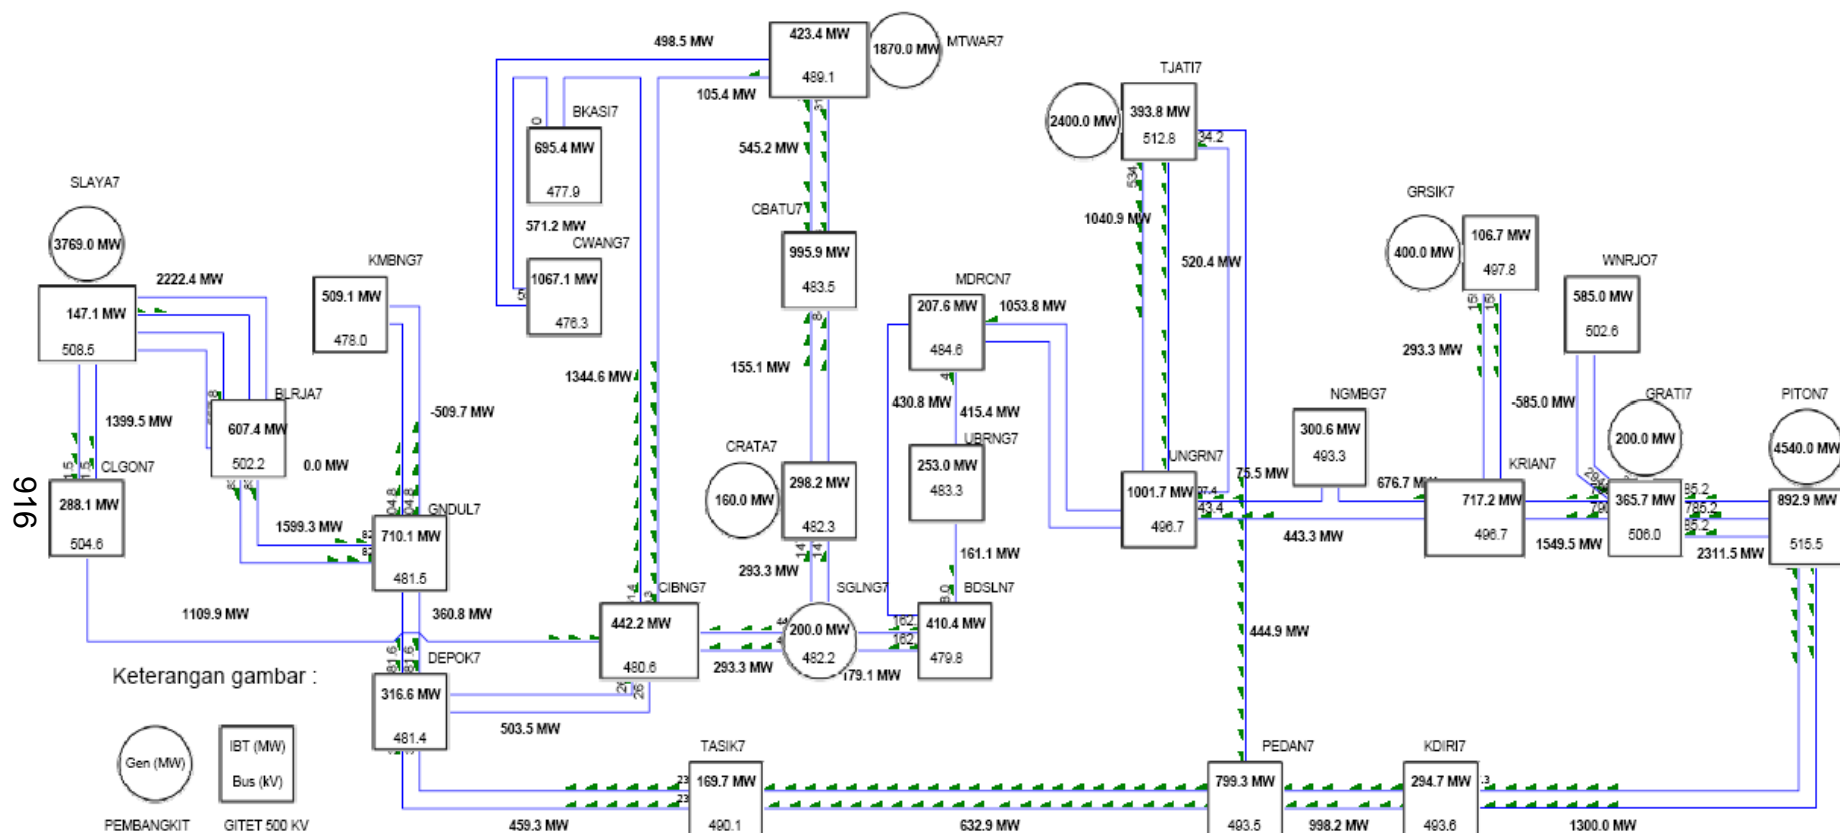 498.5 MW
423.4 MW
489.1
1870.0 MW
MTWAR7
105.4 MW
BKASI7
695.4 MW
477.9
571.2 MW
CWANG7
1067.1 MW
476.3
545.2 MW
CBATU7
995.9 MW
483.5
155.1 MW
TJATI7
2400.0 MW
393.8 MW
512.8
34.2
534
1040.9 MW
520.4 MW
GRSIK7
400.0 MW
106.7 MW
497.8
293.3 MW
WNRJO7
585.0 MW
502.6
-585.0 MW
SLAYA7
3769.0 MW
147.1 MW
508.5
2222.4 MW
KMBNG7
509.1 MW
478.0
-509.7 MW
1344.6 MW
MDRCN7
207.6 MW
484.6
1053.8 MW
430.8 MW
415.4 MW
UBRNG7
253.0 MW
483.3
161.1 MW
BLRJA7
607.4 MW
502.2
0.0 MW
1399.5 MW
CLGON7
288.1 MW
504.6
1599.3 MW
GNDUL7
710.1 MW
481.5
CRATA7
160.0 MW
298.2 MW
482.3
293.3 MW
UNGRN7
1001.7 MW
496.7
75.5 MW
43.4
NGMBG7
300.6 MW
493.3
676.7 MW
443.3 MW
KRIAN7
717.2 MW
496.7
1549.5 MW
GRATI7
200.0 MW
365.7 MW
506.0
85.2
785.2
85.2
2311.5 MW
PITON7
4540.0 MW
892.9 MW
515.5
916
1109.9 MW
360.8 MW
CIBNG7
442.2 MW
480.6
293.3 MW
SGLNG7
200.0 MW
482.2
162.
162.
179.1 MW
BDSLN7
410.4 MW
479.8
444.9 MW
DEPOK7
316.6 MW
481.4
503.5 MW
Keterangan gambar :
Gen (MW)
IBT (MW)
Bus (kV)
PEMBANGKIT
GITET 500 KV
459.3 MW
TASIK7
169.7 MW
490.1
632.9 MW
PEDAN7
799.3 MW
493.5
998.2 MW
KDIRI7
294.7 MW
493.6
1300.0 MW